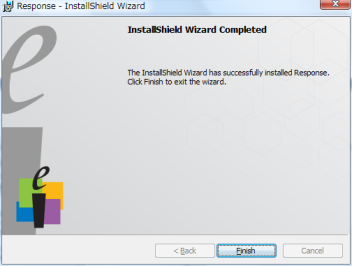 Response - InstallShield Wizard
InstallShield Wizard Completed
The InstallShield Wizard has successfully installed Response.
Click Finish to exit the wizard.
< Back
Finish
Cancel